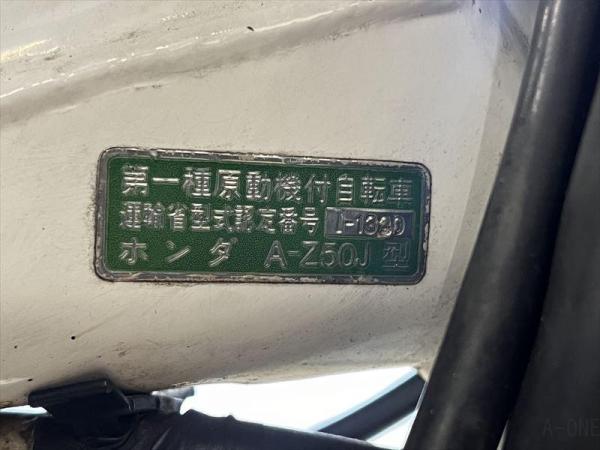 第一種原動機付自転車
運輸省型式認定番号 I-1330
ホンダ A-Z50J 型
A-ONE